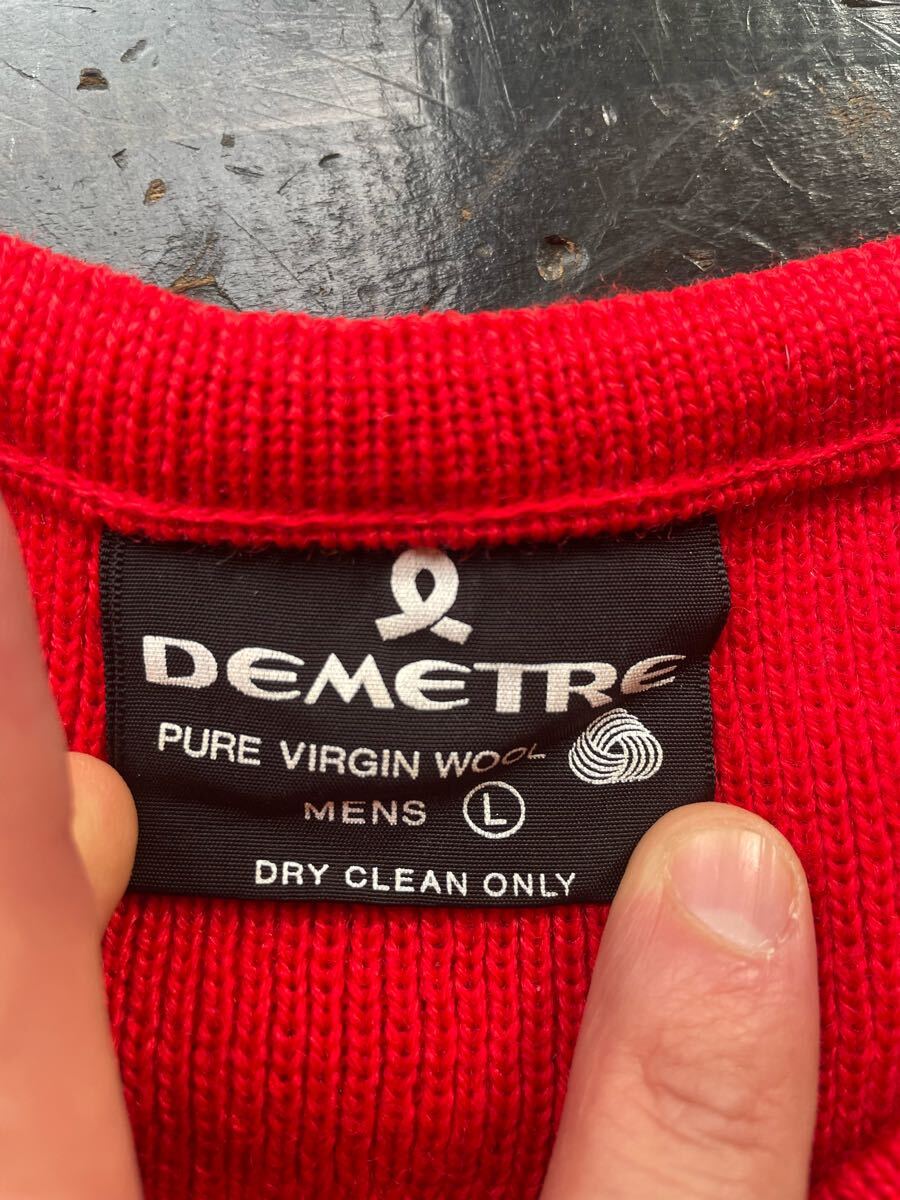 DEMETRE
PURE VIRGIN WOOL
MENS L
DRY CLEAN ONLY